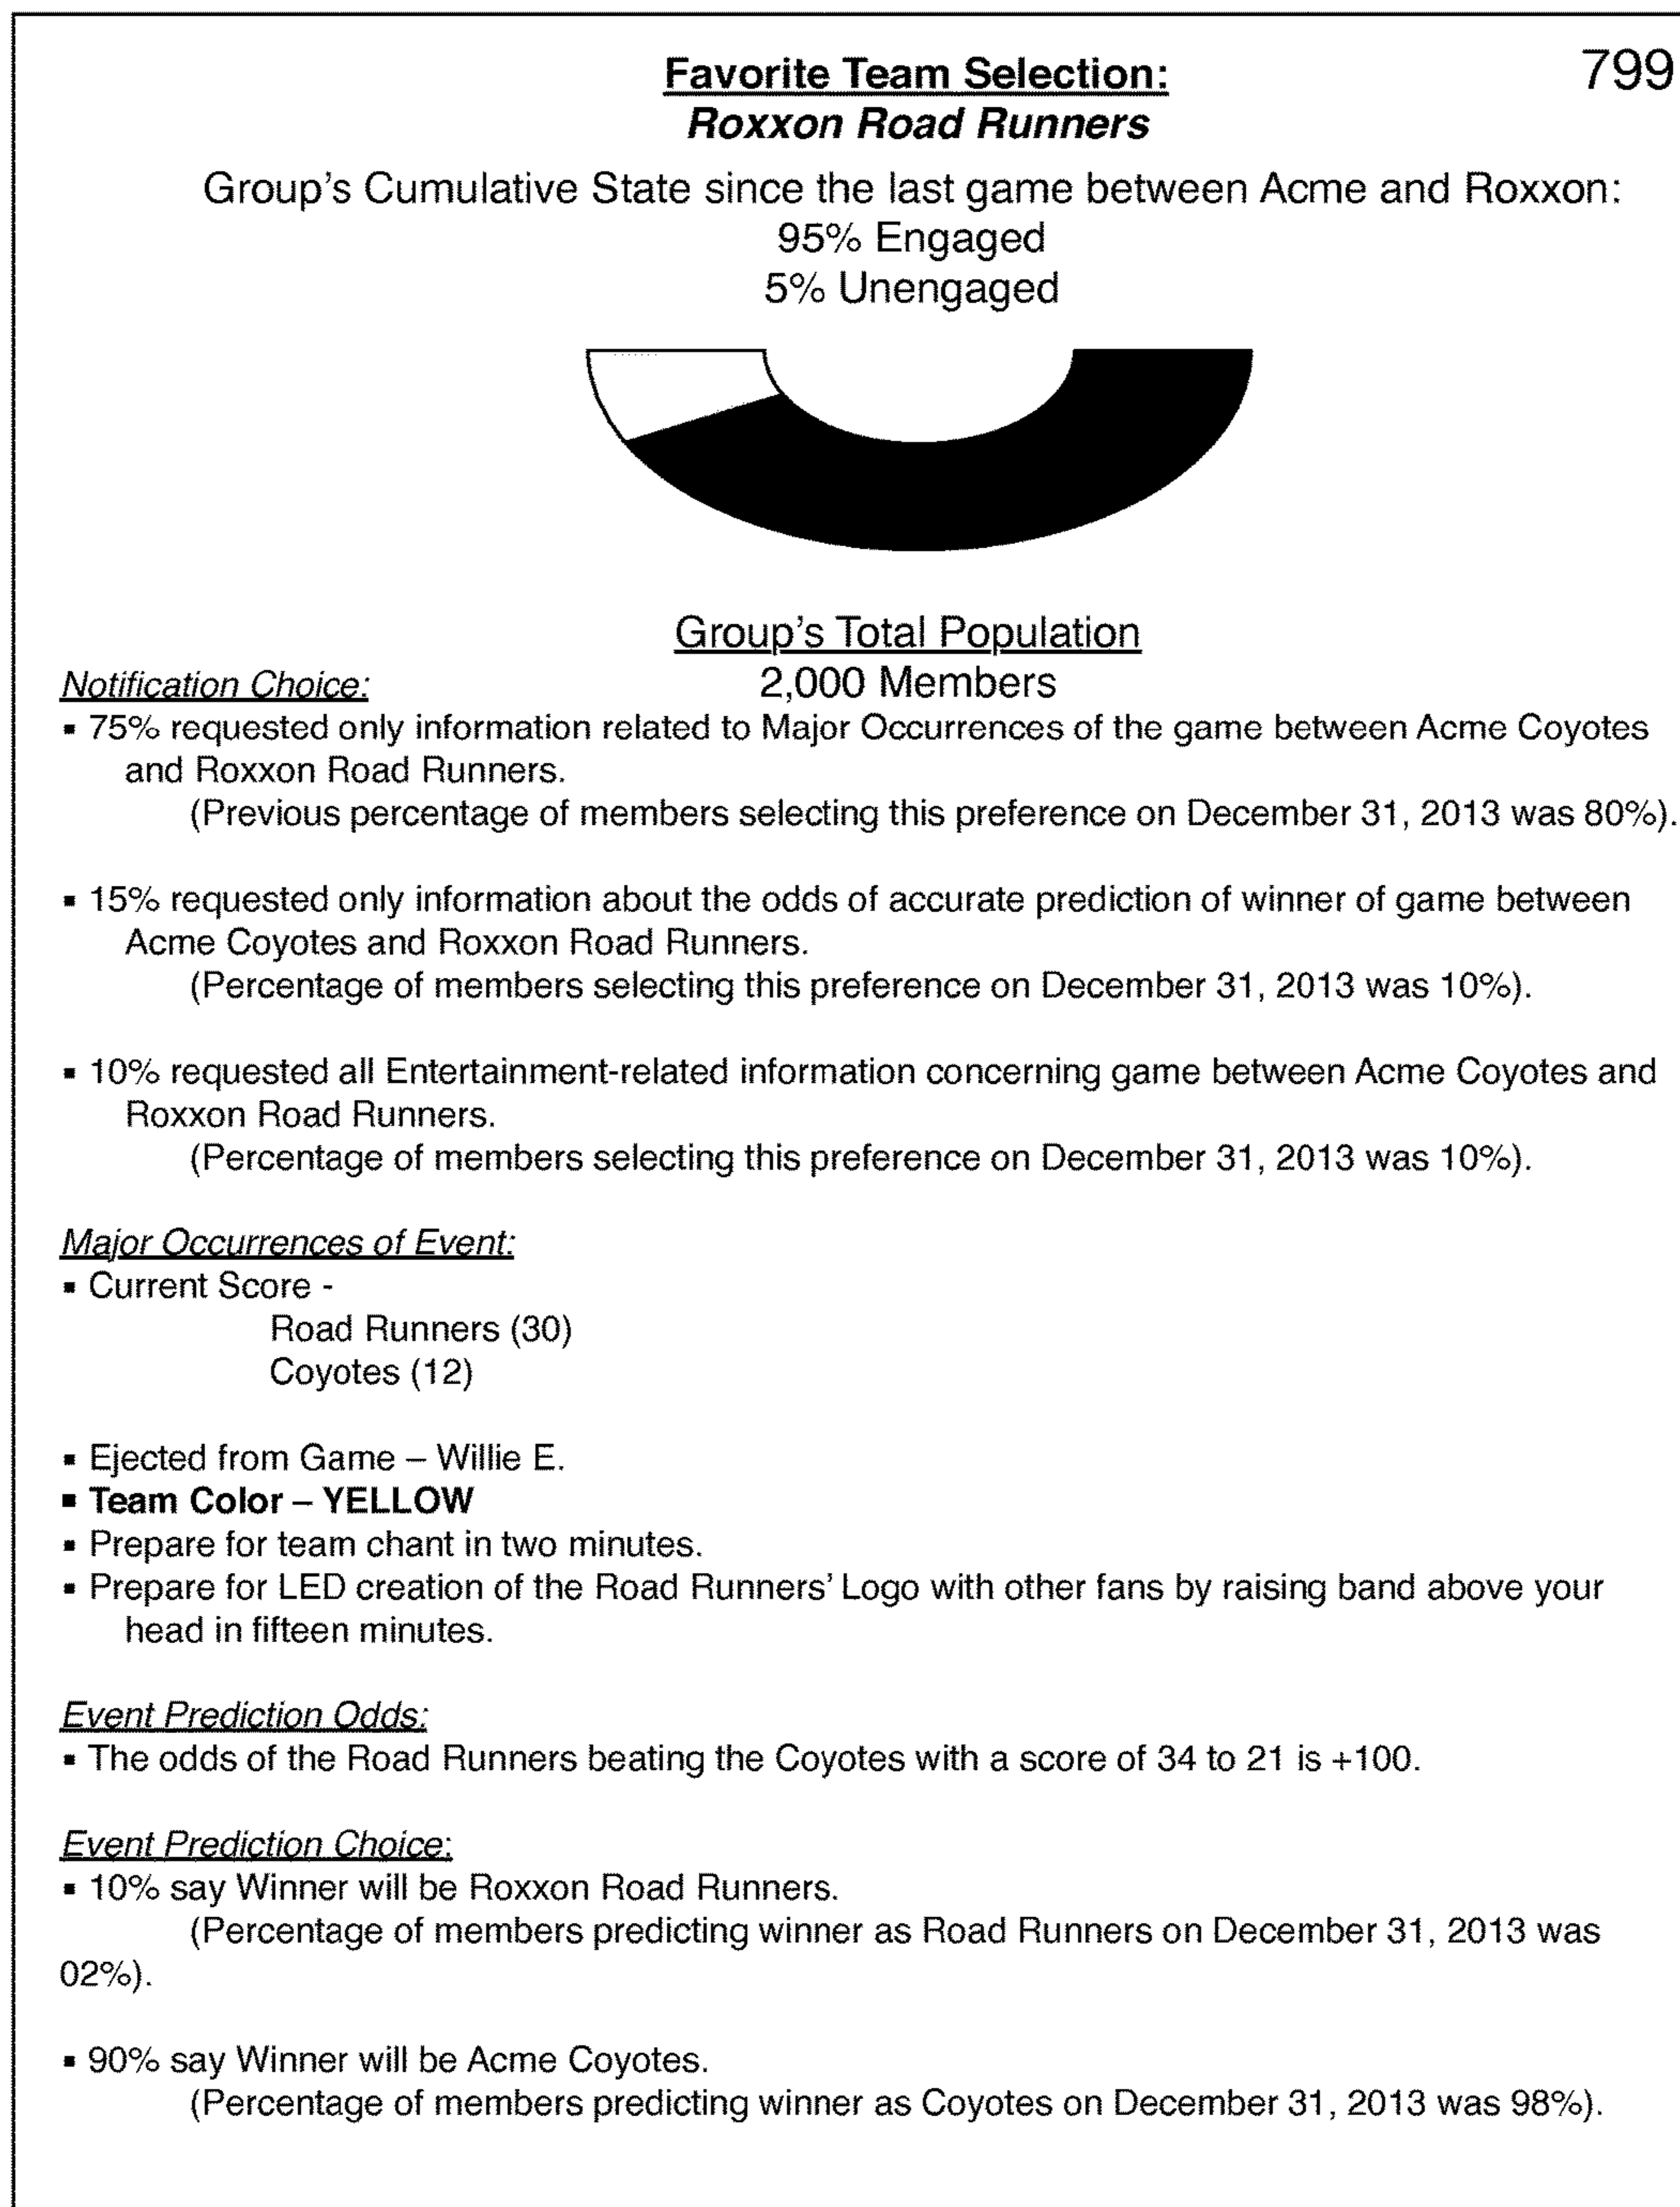 Favorite Team Selection:
799
Roxxon Road Runners
Group's Cumulative State since the last game between Acme and Roxxon:
95% Engaged
5% Unengaged
Group's Total Population
Notification Choice:
2,000 Members
▪ 75% requested only information related to Major Occurrences of the game between Acme Coyotes
and Roxxon Road Runners.
(Previous percentage of members selecting this preference on December 31, 2013 was 80%).
▪ 15% requested only information about the odds of accurate prediction of winner of game between
Acme Coyotes and Roxxon Road Runners.
(Percentage of members selecting this preference on December 31, 2013 was 10%).
▪ 10% requested all Entertainment-related information concerning game between Acme Coyotes and
Roxxon Road Runners.
(Percentage of members selecting this preference on December 31, 2013 was 10%).
Major Occurrences of Event:
▪ Current Score -
Road Runners (30)
Coyotes (12)
▪ Ejected from Game – Willie E.
▪ Team Color – YELLOW
▪ Prepare for team chant in two minutes.
▪ Prepare for LED creation of the Road Runners' Logo with other fans by raising band above your
head in fifteen minutes.
Event Prediction Odds:
▪ The odds of the Road Runners beating the Coyotes with a score of 34 to 21 is +100.
Event Prediction Choice:
▪ 10% say Winner will be Roxxon Road Runners.
(Percentage of members predicting winner as Road Runners on December 31, 2013 was
02%).
▪ 90% say Winner will be Acme Coyotes.
(Percentage of members predicting winner as Coyotes on December 31, 2013 was 98%).